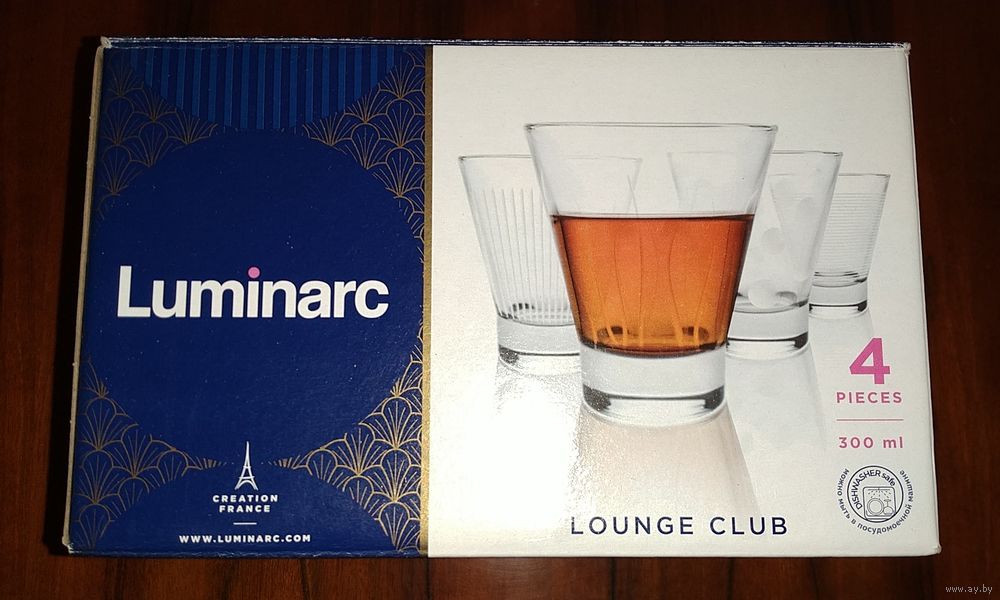 Luminarc
CREATION
FRANCE
WWW.LUMINARC.COM
4
PIECES
300 ml
DISHWASHER safe
можно мыть в посудомоечной машине
LOUNGE CLUB
www.ay.by